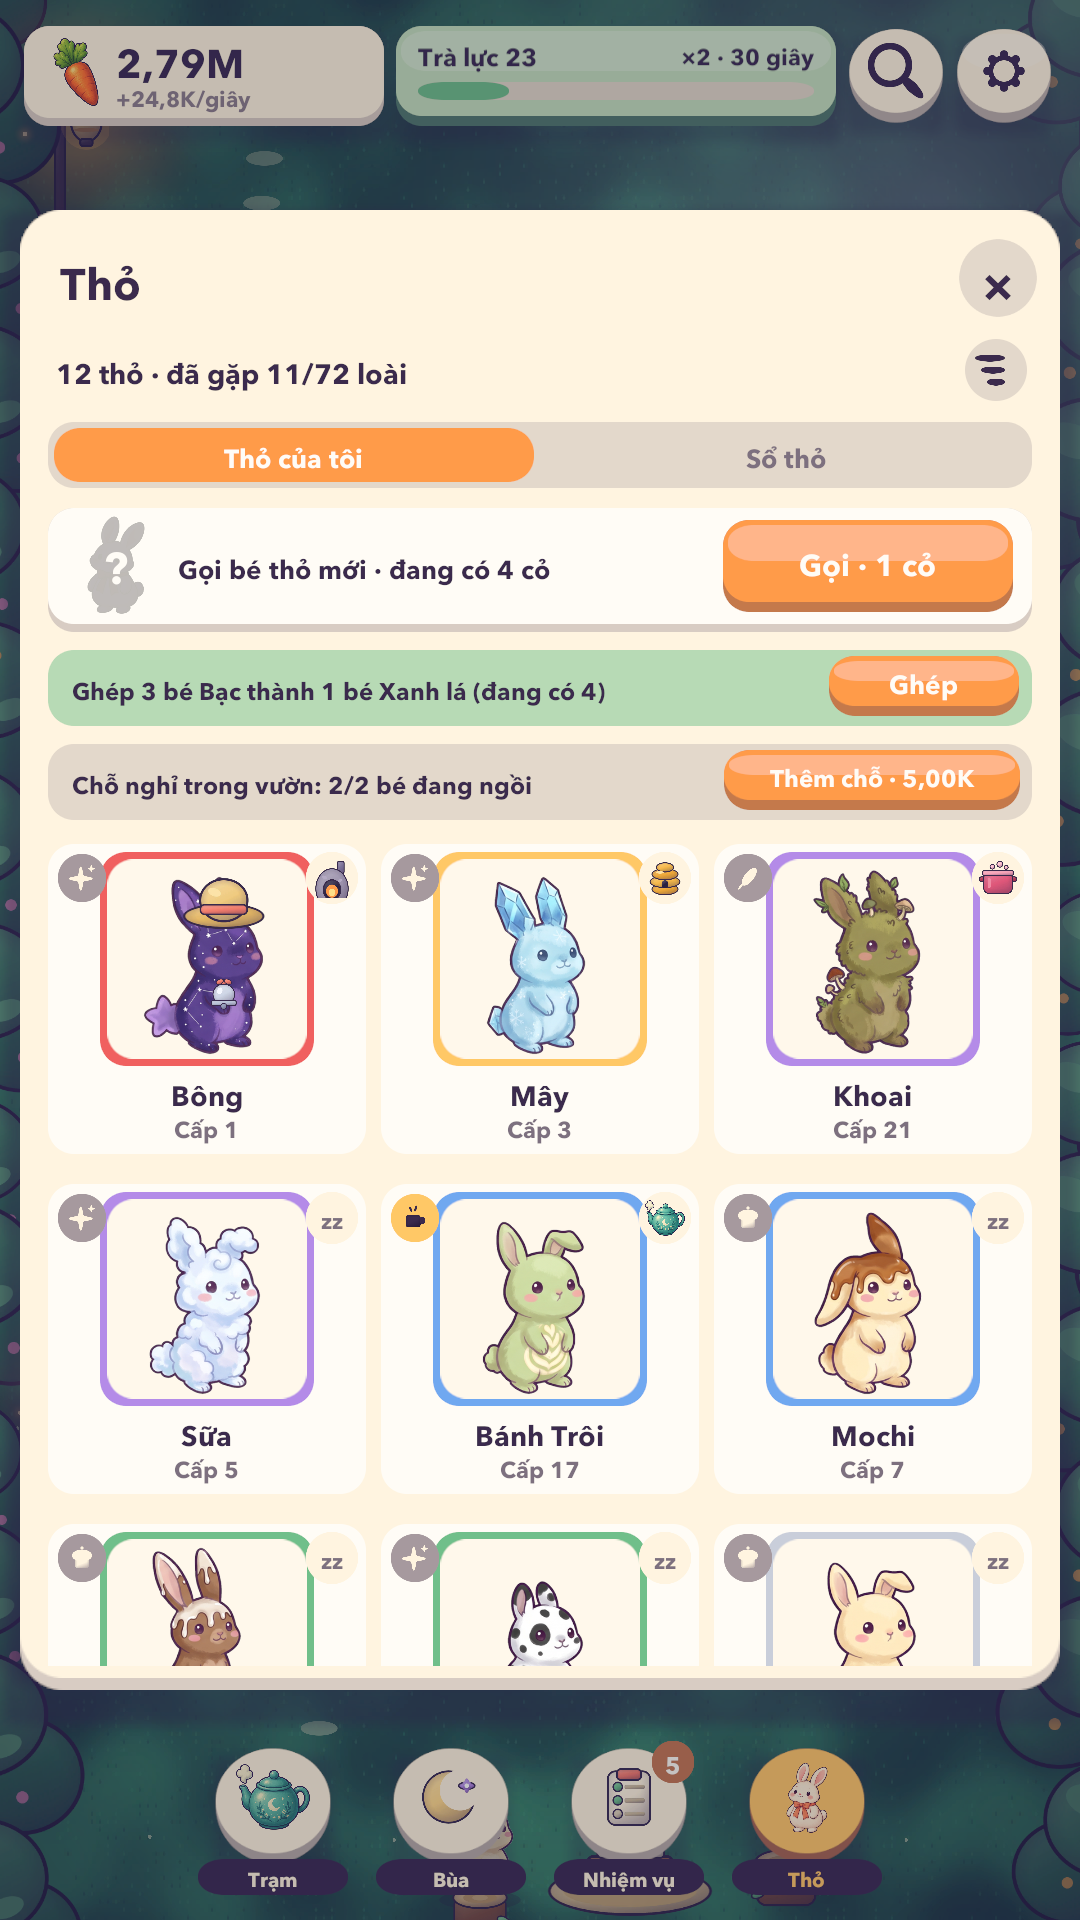 2,79M
+24,8K/giây
Trà lực 23
×2 · 30 giây
Thỏ
12 thỏ · đã gặp 11/72 loài
Thỏ của tôi
Sổ thỏ
?
Gọi bé thỏ mới · đang có 4 cỏ
Gọi · 1 cỏ
Ghép 3 bé Bạc thành 1 bé Xanh lá (đang có 4)
Ghép
Chỗ nghỉ trong vườn: 2/2 bé đang ngồi
Thêm chỗ · 5,00K
Bông
Cấp 1
Mây
Cấp 3
Khoai
Cấp 21
zz
zz
Sữa
Cấp 5
Bánh Trôi
Cấp 17
Mochi
Cấp 7
zz
zz
zz
5
Trạm
Bùa
Nhiệm vụ
Thỏ